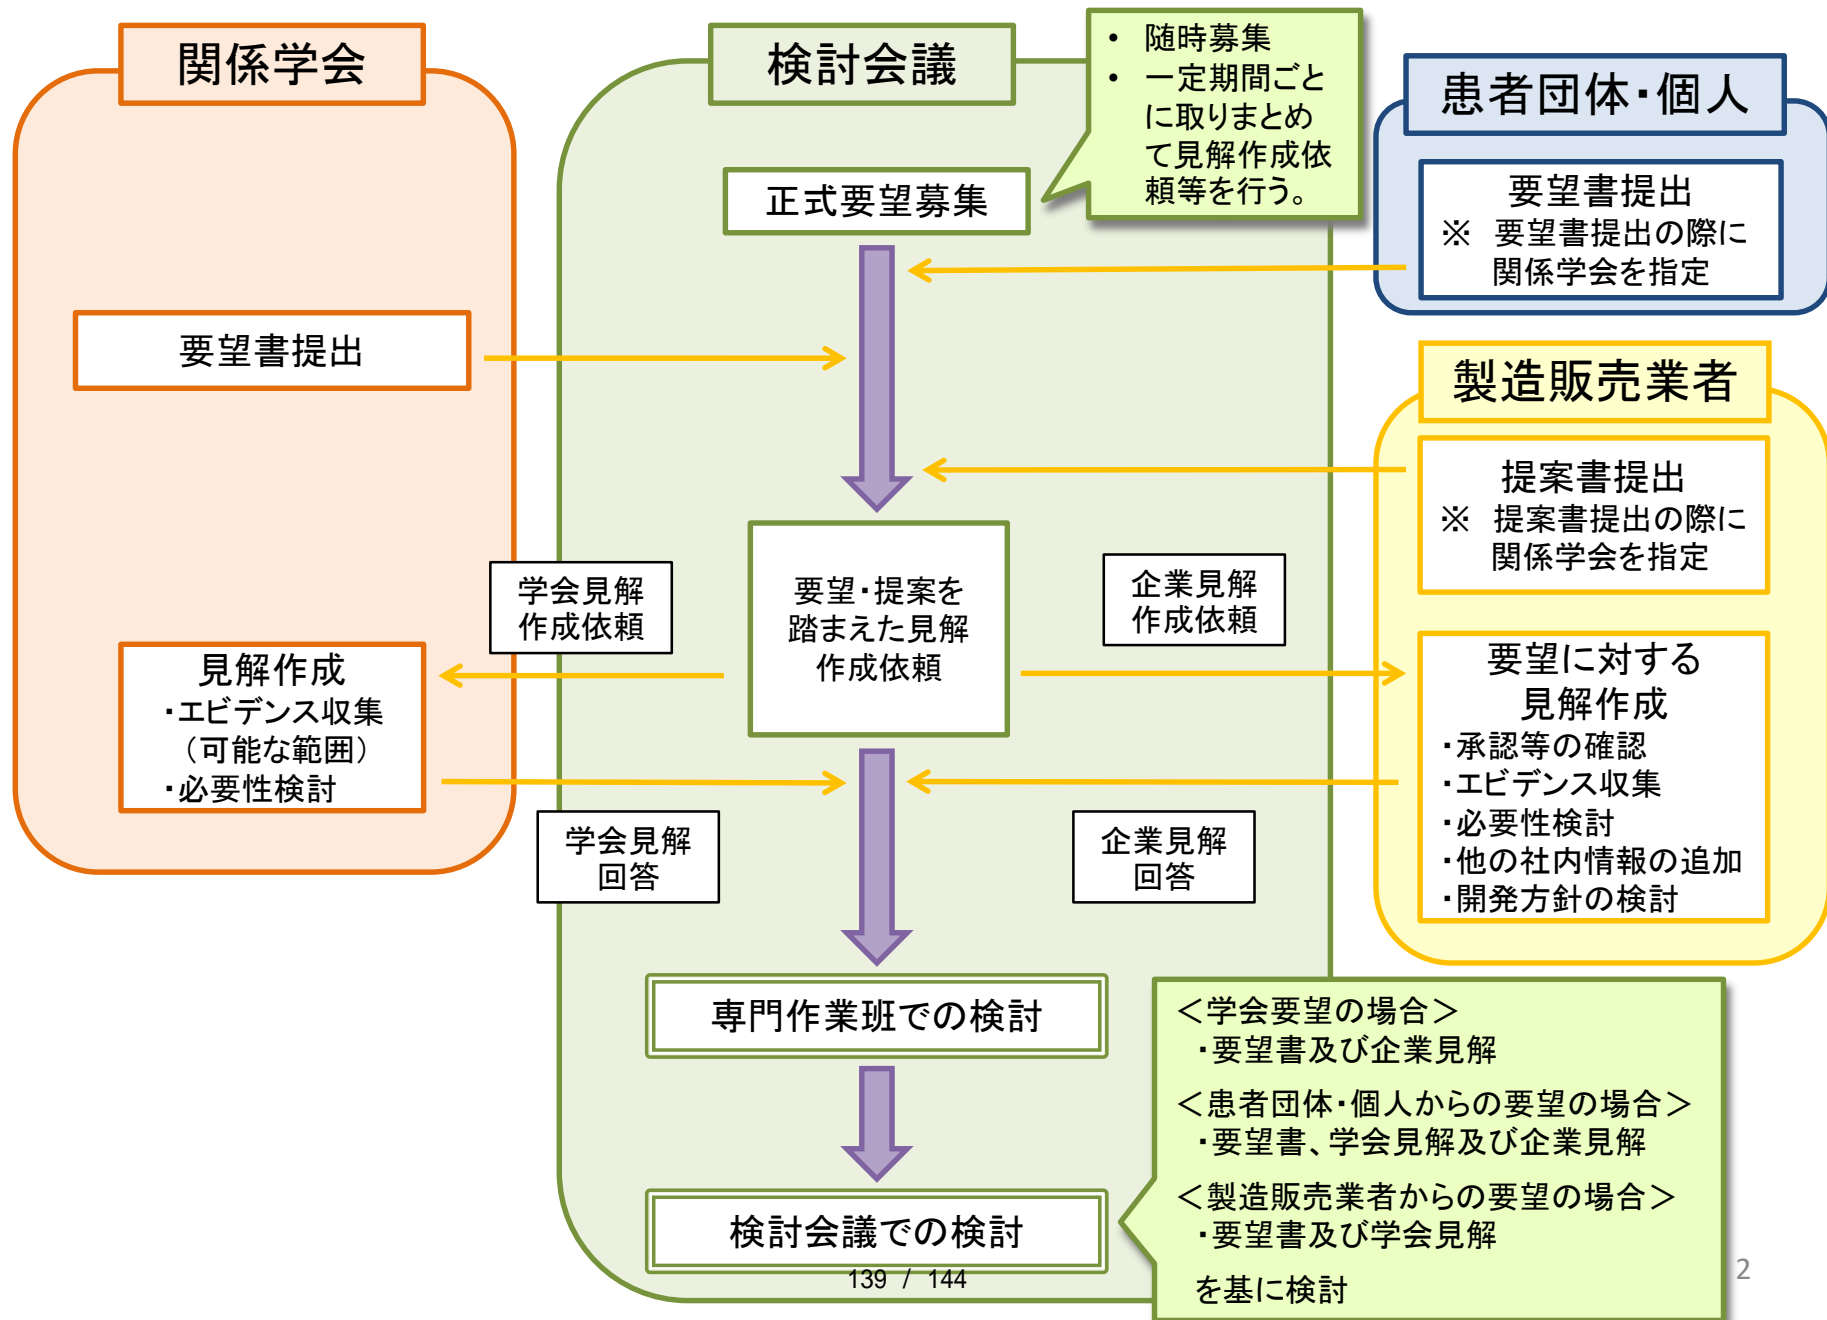 関係学会
検討会議
・ 随時募集
・ 一定期間ごと
に取りまとめ
て見解作成依
頼等を行う。
患者団体・個人
正式要望募集
要望書提出
※ 要望書提出の際に
関係学会を指定
要望書提出
製造販売業者
提案書提出
※ 提案書提出の際に
関係学会を指定
学会見解
作成依頼
要望・提案を
踏まえた見解
作成依頼
企業見解
作成依頼
見解作成
・エビデンス収集
（可能な範囲）
・必要性検討
要望に対する
見解作成
・承認等の確認
・エビデンス収集
・必要性検討
・他の社内情報の追加
・開発方針の検討
学会見解
回答
企業見解
回答
専門作業班での検討
＜学会要望の場合＞
・要望書及び企業見解
＜患者団体・個人からの要望の場合＞
・要望書、学会見解及び企業見解
＜製造販売業者からの要望の場合＞
・要望書及び学会見解
を基に検討
検討会議での検討
139 / 144
2